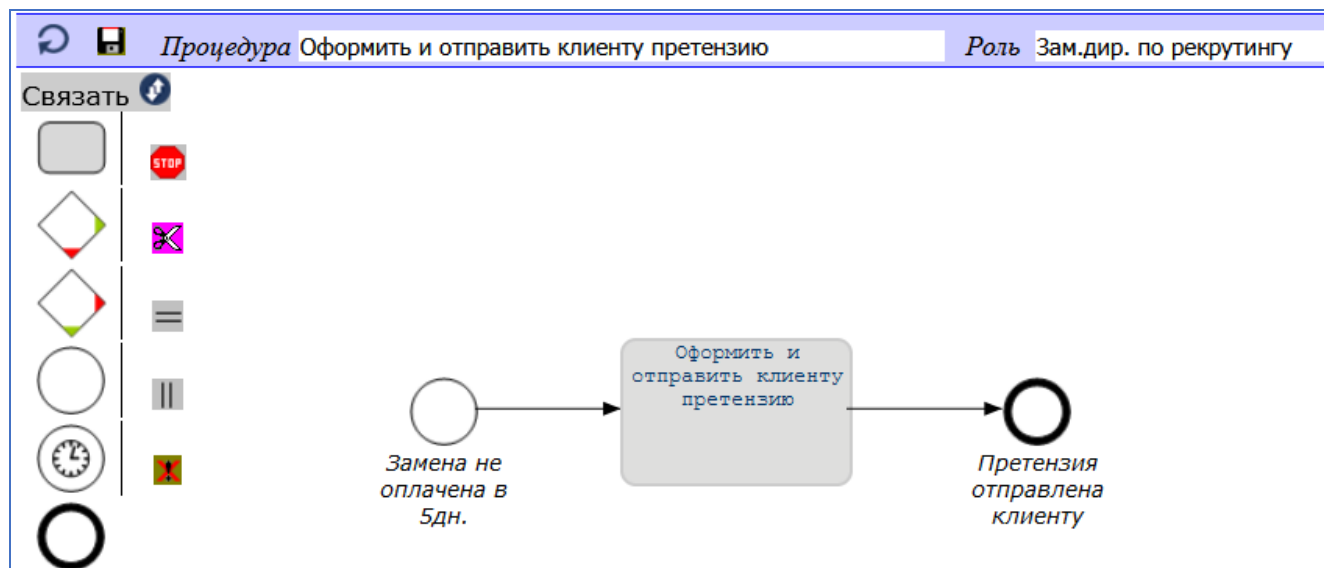 Процедура Оформить и отправить клиенту претензию Роль Зам.дир. по рекрутингу
Связать
STOP
Оформить и
отправить клиенту
претензию
Замена не
оплачена в
5дн.
Претензия
отправлена
клиенту